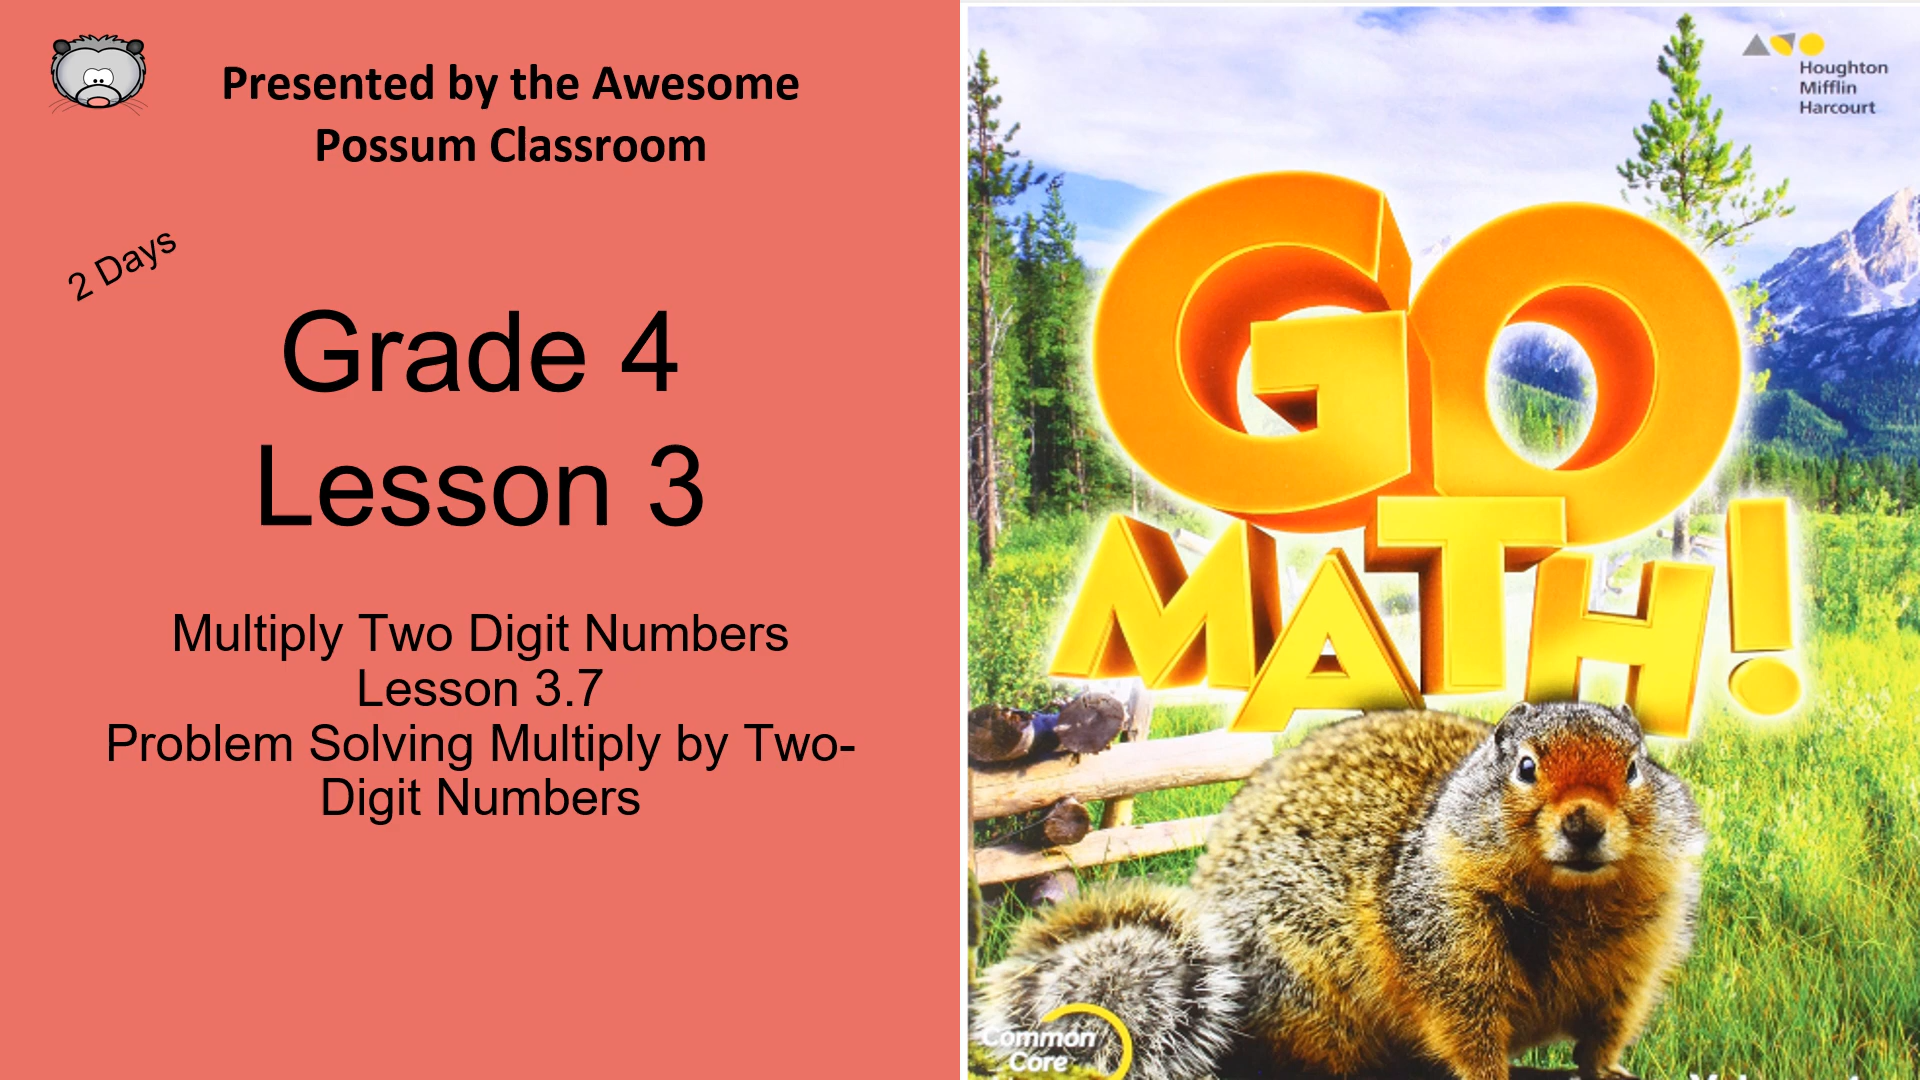 Presented by the Awesome
Possum Classroom
2 Days
Grade 4
Lesson 3
Multiply Two Digit Numbers
Lesson 3.7
Problem Solving Multiply by Two-
Digit Numbers
Houghton
Mifflin
Harcourt
GO
MATH!
Common
Core